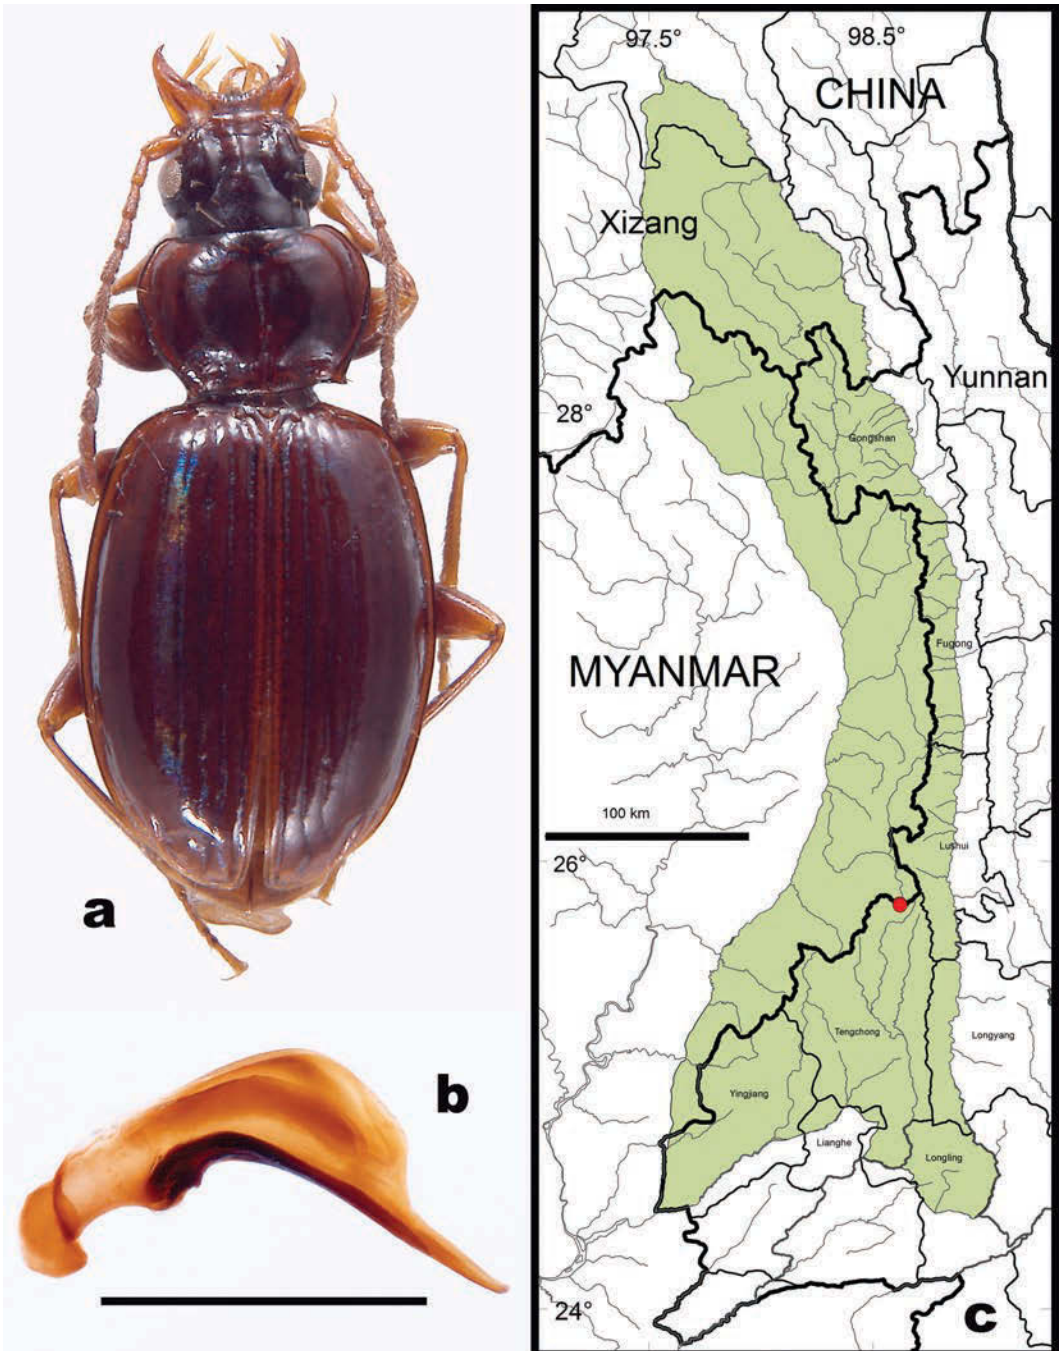 a
b
97.5°
98.5°
CHINA
Xizang
Yunnan
28°
Gongshan
Fugong
MYANMAR
100 km
Lushui
26°
Tengchong
Longyang
Yingjiang
Lianghe
Longling
24°
c